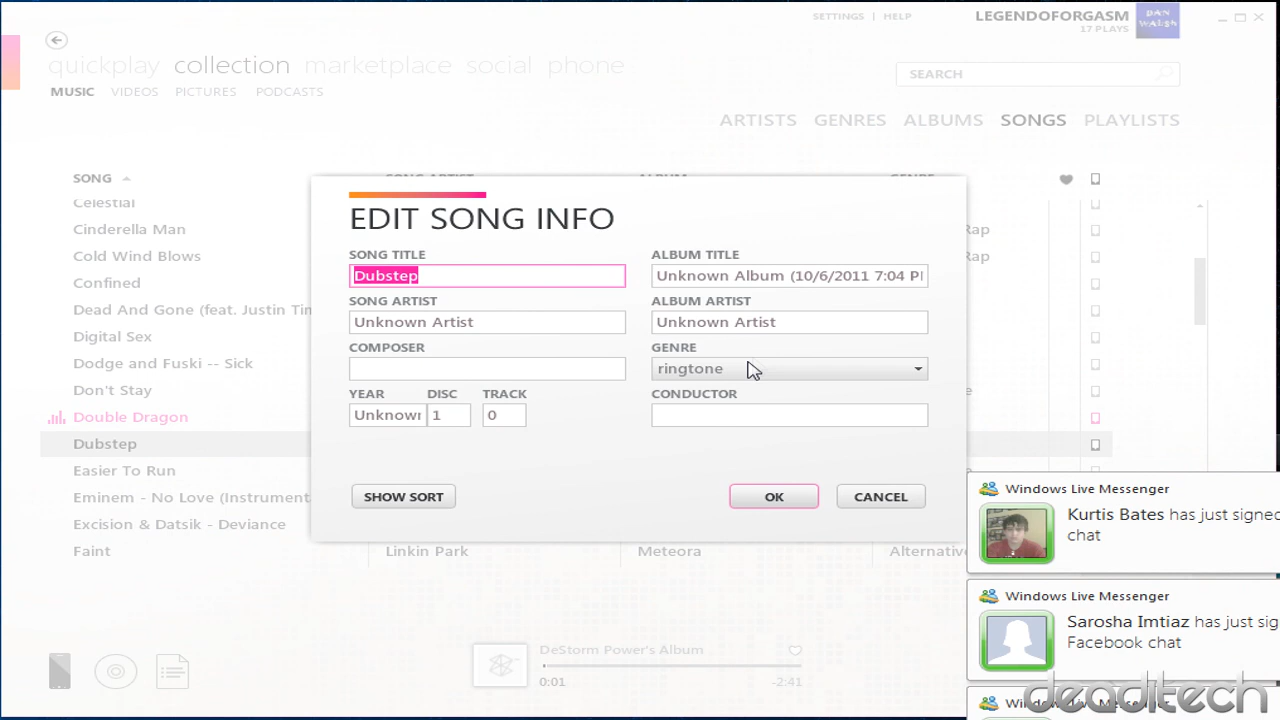 SETTINGS | HELP
LEGENDOFORGASM
17 PLAYS
DAN WALSH
quickplay collection marketplace social phone
MUSIC VIDEOS PICTURES PODCASTS
SEARCH
ARTISTS GENRES ALBUMS SONGS PLAYLISTS
SONG
Celestial
Cinderella Man
Rap
Cold Wind Blows
Rap
Confined
Dead And Gone (feat. Justin Tim
Digital Sex
Dodge and Fuski -- Sick
Don't Stay
Double Dragon
Dubstep
Easier To Run
Eminem - No Love (Instrument
Excision & Datsik - Deviance
Faint
Linkin Park
Meteora
Alternative
EDIT SONG INFO
SONG TITLE
Dubstep
ALBUM TITLE
Unknown Album (10/6/2011 7:04 P
SONG ARTIST
Unknown Artist
ALBUM ARTIST
Unknown Artist
COMPOSER
GENRE
ringtone
YEAR DISC TRACK
Unknown 1 0
CONDUCTOR
SHOW SORT
OK
CANCEL
Windows Live Messenger
Kurtis Bates has just signed
chat
Windows Live Messenger
Sarosha Imtiaz has just sig
Facebook chat
DeStorm Power's Album
0:01
-2:41
deaditech